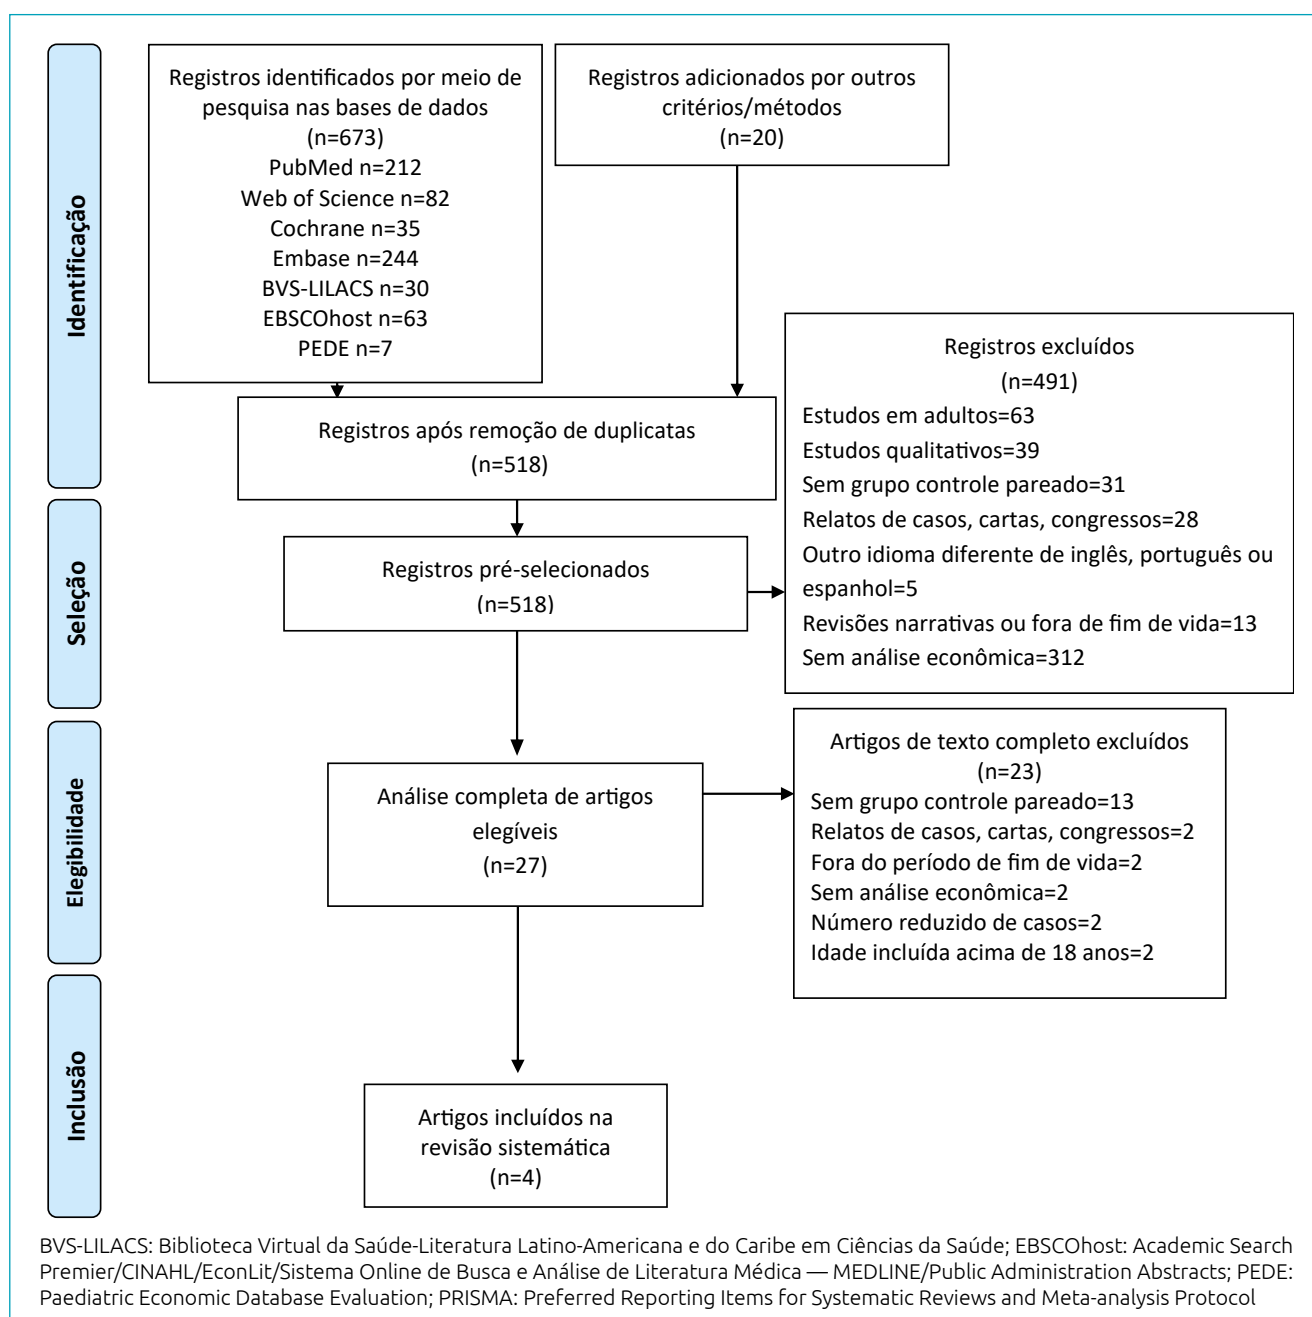 Identificação
Registros identificados por meio de
pesquisa nas bases de dados
(n=673)
PubMed n=212
Web of Science n=82
Cochrane n=35
Embase n=244
BVS-LILACS n=30
EBSCOhost n=63
PEDE n=7
Registros adicionados por outros
critérios/métodos
(n=20)
Registros após remoção de duplicatas
(n=518)
Seleção
Registros pré-selecionados
(n=518)
Registros excluídos
(n=491)
Estudos em adultos=63
Estudos qualitativos=39
Sem grupo controle pareado=31
Relatos de casos, cartas, congressos=28
Outro idioma diferente de inglês, português ou
espanhol=5
Revisões narrativas ou fora de fim de vida=13
Sem análise econômica=312
Elegibilidade
Análise completa de artigos
elegíveis
(n=27)
Artigos de texto completo excluídos
(n=23)
Sem grupo controle pareado=13
Relatos de casos, cartas, congressos=2
Fora do período de fim de vida=2
Sem análise econômica=2
Número reduzido de casos=2
Idade incluída acima de 18 anos=2
Inclusão
Artigos incluídos na
revisão sistemática
(n=4)
BVS-LILACS: Biblioteca Virtual da Saúde-Literatura Latino-Americana e do Caribe em Ciências da Saúde; EBSCOhost: Academic Search
Premier/CINAHL/EconLit/Sistema Online de Busca e Análise de Literatura Médica — MEDLINE/Public Administration Abstracts; PEDE:
Paediatric Economic Database Evaluation; PRISMA: Preferred Reporting Items for Systematic Reviews and Meta-analysis Protocol